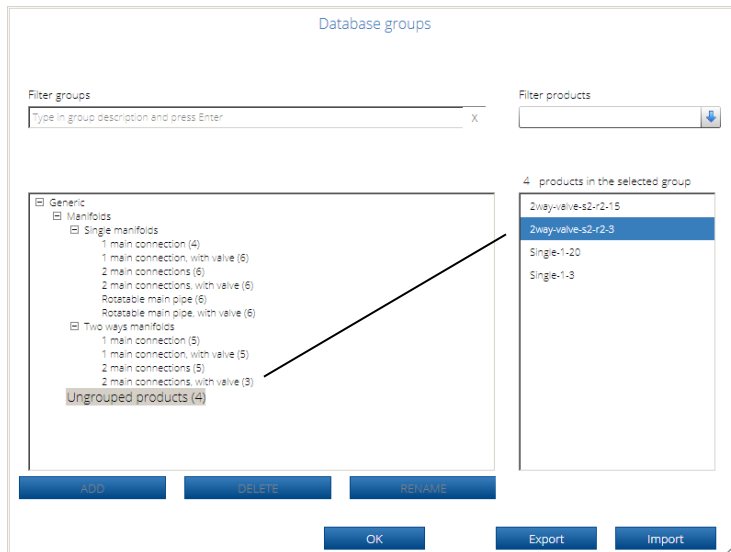 Database groups
Filter groups
Type in group description and press Enter X
Filter products
4 products in the selected group
Generic
Manifolds
Single manifolds
1 main connection (4)
1 main connection, with valve (6)
2 main connections (6)
2 main connections, with valve (6)
Rotatable main pipe (6)
Rotatable main pipe, with valve (6)
Two ways manifolds
1 main connection (5)
1 main connection, with valve (5)
2 main connections (5)
2 main connections, with valve (3)
Ungrouped products (4)
2way-valve-s2-r2-15
2way-valve-s2-r2-3
Single-1-20
Single-1-3
ADD DELETE RENAME
OK Export Import